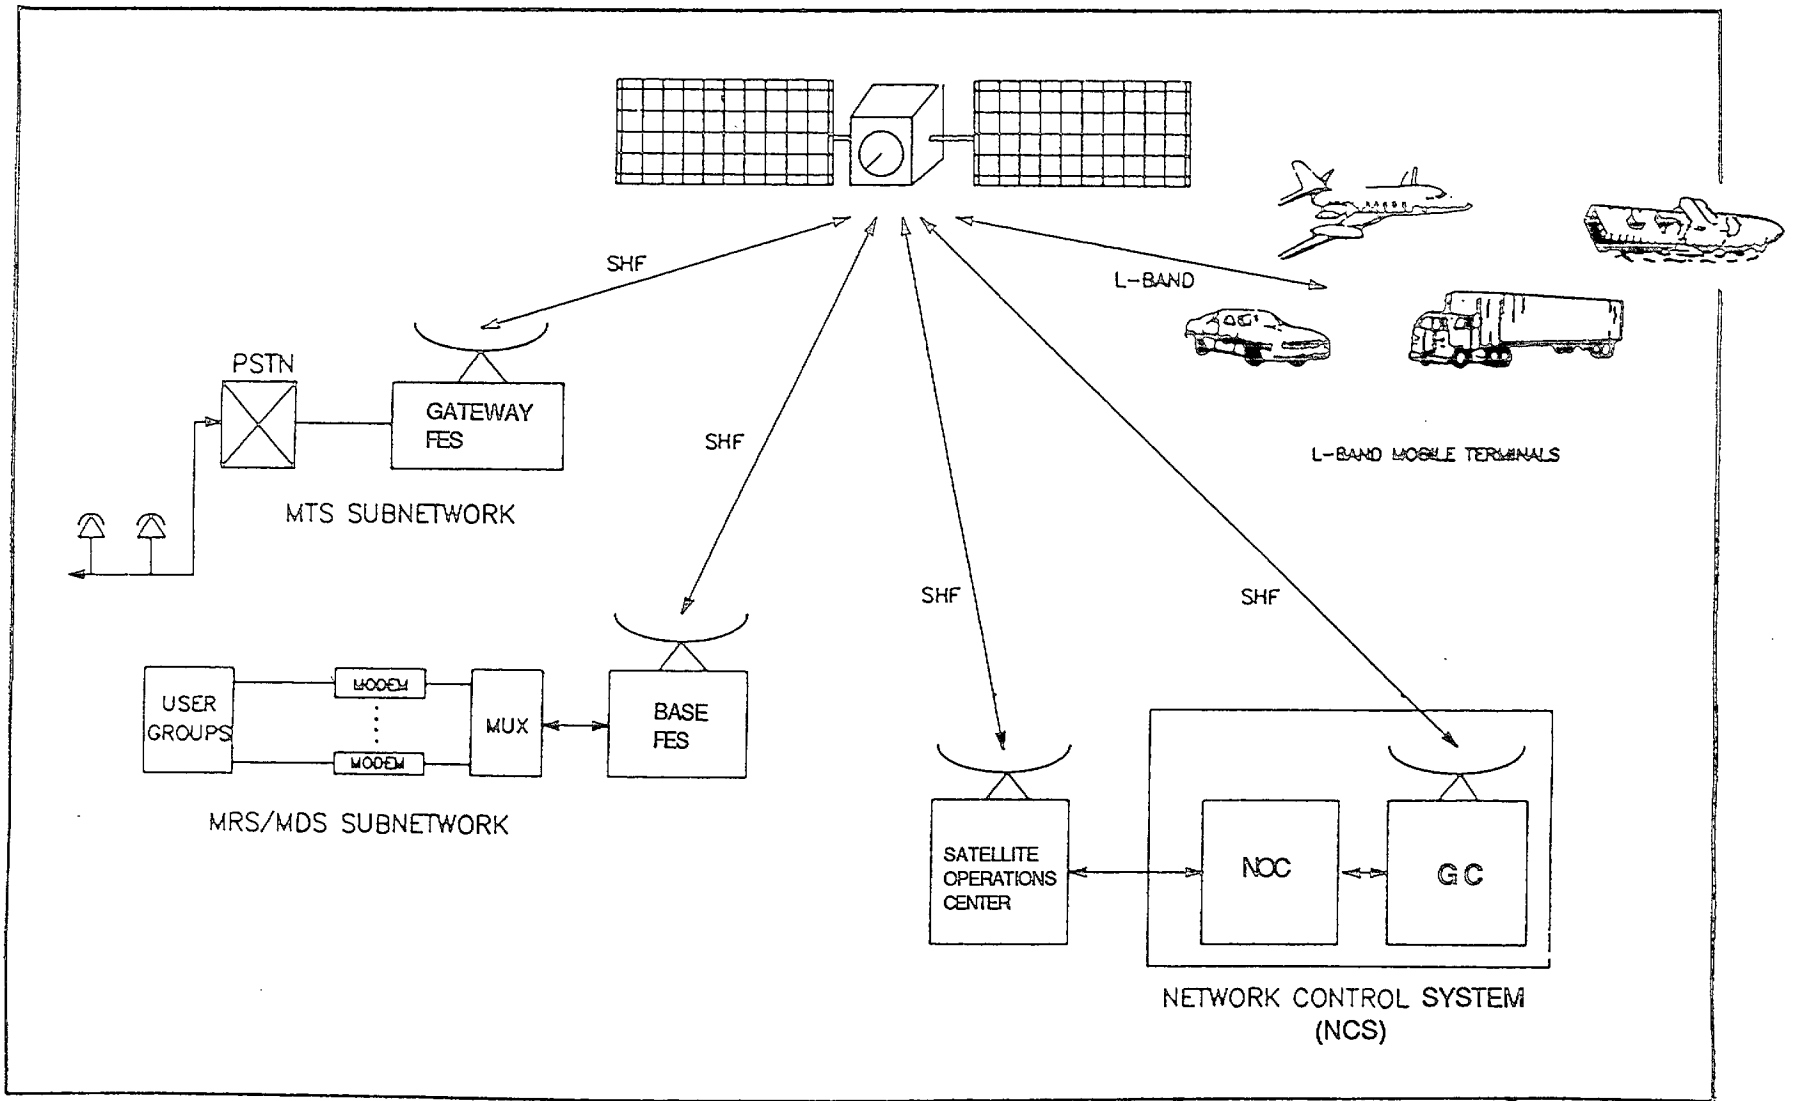 SHF
L-BAND
PSTN
GATEWAY
FES
SHF
L-BAND MOBILE TERMINALS
MTS SUBNETWORK
SHF
SHF
USER
GROUPS
MODEM
MODEM
MUX
BASE
FES
MRS/MDS SUBNETWORK
SATELLITE
OPERATIONS
CENTER
NOC
GC
NETWORK CONTROL SYSTEM
(NCS)